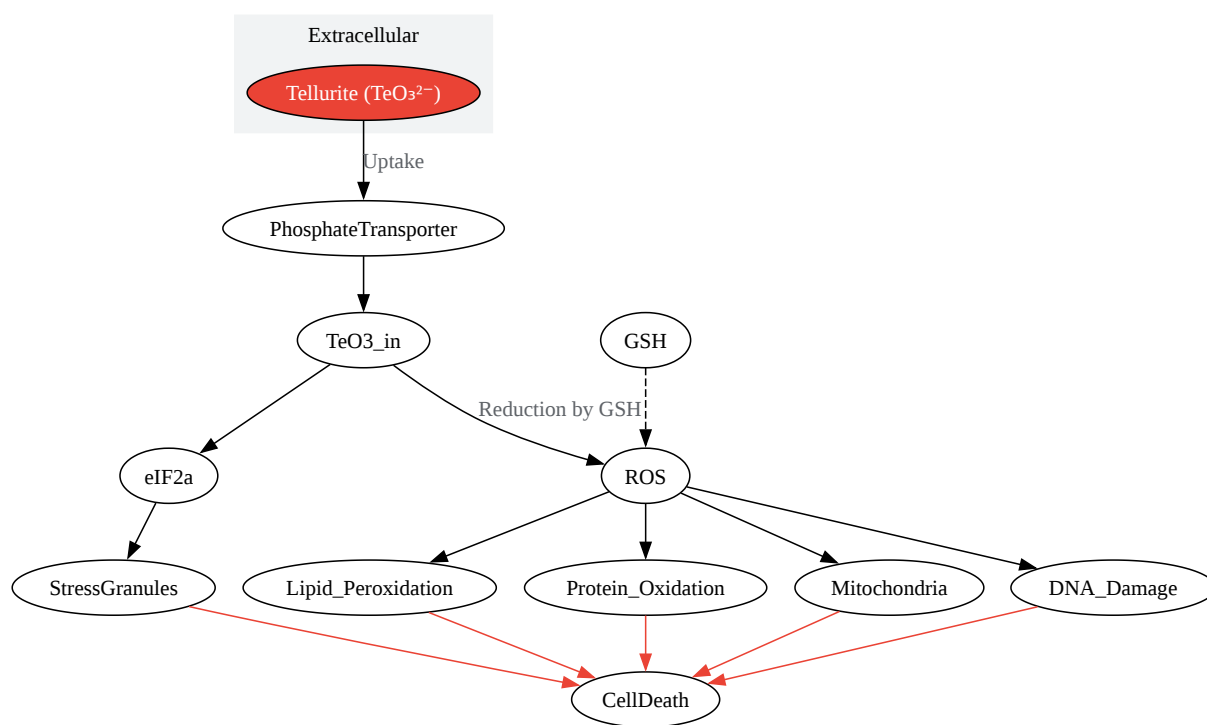 Extracellular
Tellurite (TeO₃²⁻)
Uptake
PhosphateTransporter
TeO3_in
GSH
Reduction by GSH
eIF2a
ROS
StressGranules
Lipid_Peroxidation
Protein_Oxidation
Mitochondria
DNA_Damage
CellDeath